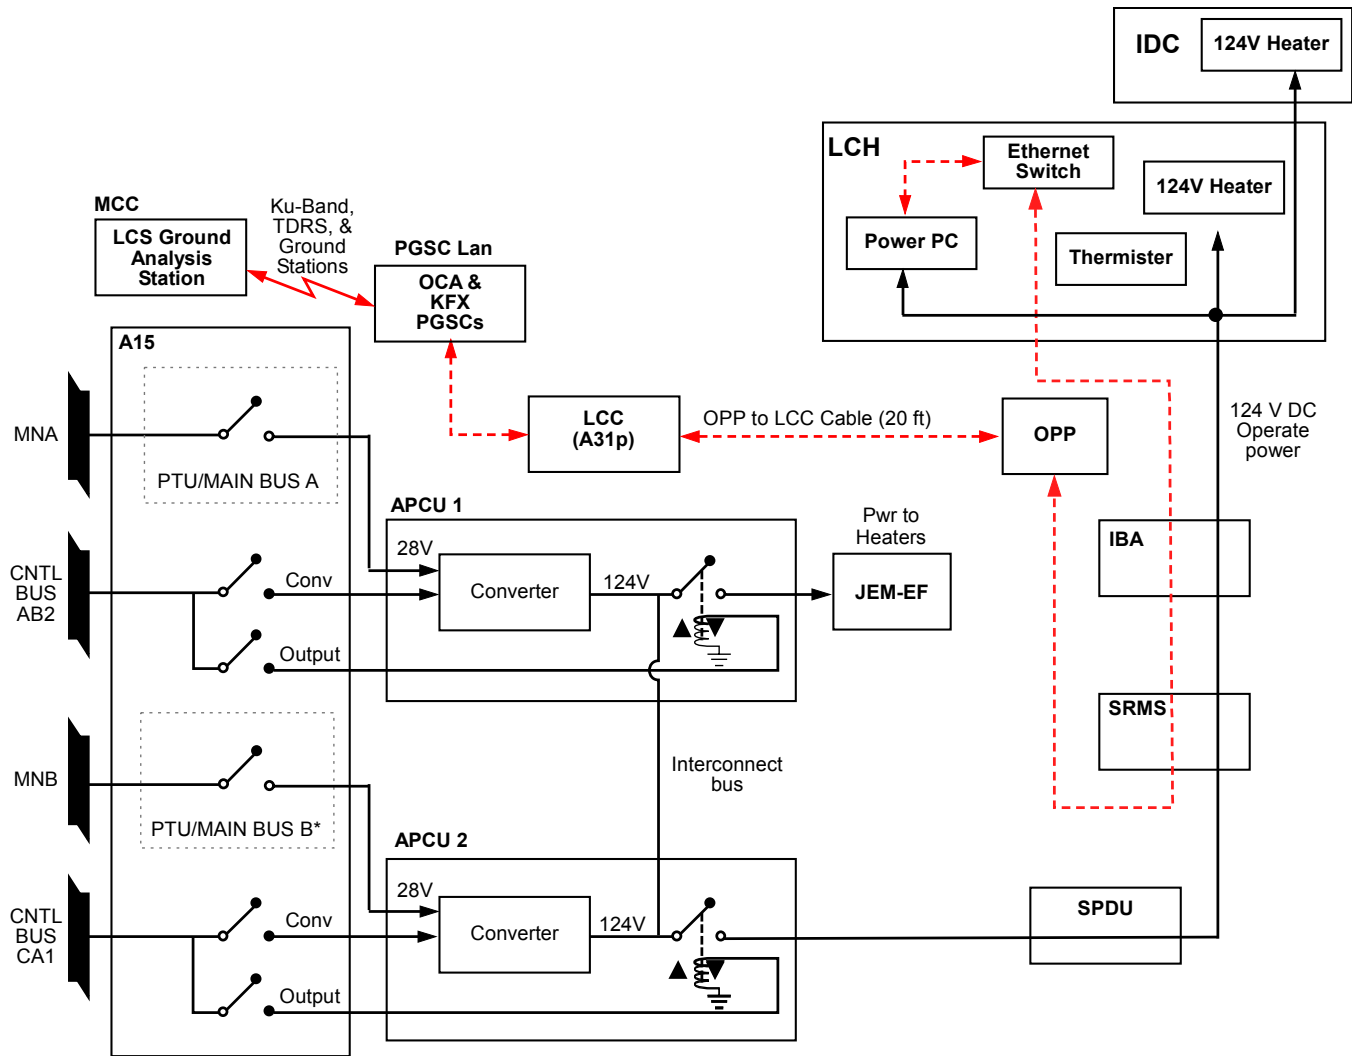 IDC
124V Heater
LCH
Ethernet
Switch
124V Heater
Power PC
Thermister
MCC
LCS Ground
Analysis
Station
Ku-Band,
TDRS, &
Ground
Stations
PGSC Lan
OCA &
KFX
PGSCs
A15
MNA
PTU/MAIN BUS A
LCC
(A31p)
OPP to LCC Cable (20 ft)
OPP
124 V DC
Operate
power
APCU 1
28V
Converter
124V
Pwr to
Heaters
JEM-EF
IBA
CNTL
BUS
AB2
Conv
Output
SRMS
MNB
PTU/MAIN BUS B*
Interconnect
bus
APCU 2
28V
Converter
124V
SPDU
CNTL
BUS
CA1
Conv
Output